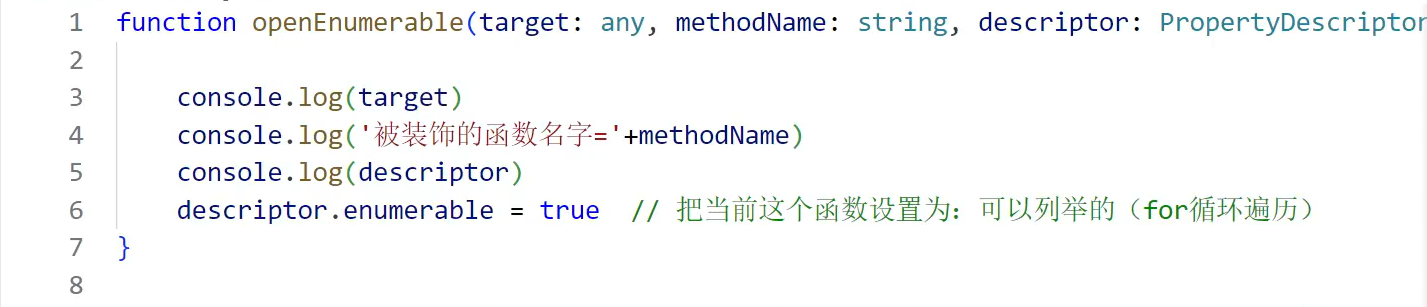 1 function openEnumerable(target: any, methodName: string, descriptor: PropertyDescriptor
2
3 console.log(target)
4 console.log('被装饰的函数名字='+methodName)
5 console.log(descriptor)
6 descriptor.enumerable = true // 把当前这个函数设置为：可以列举的（for循环遍历）
7 }
8